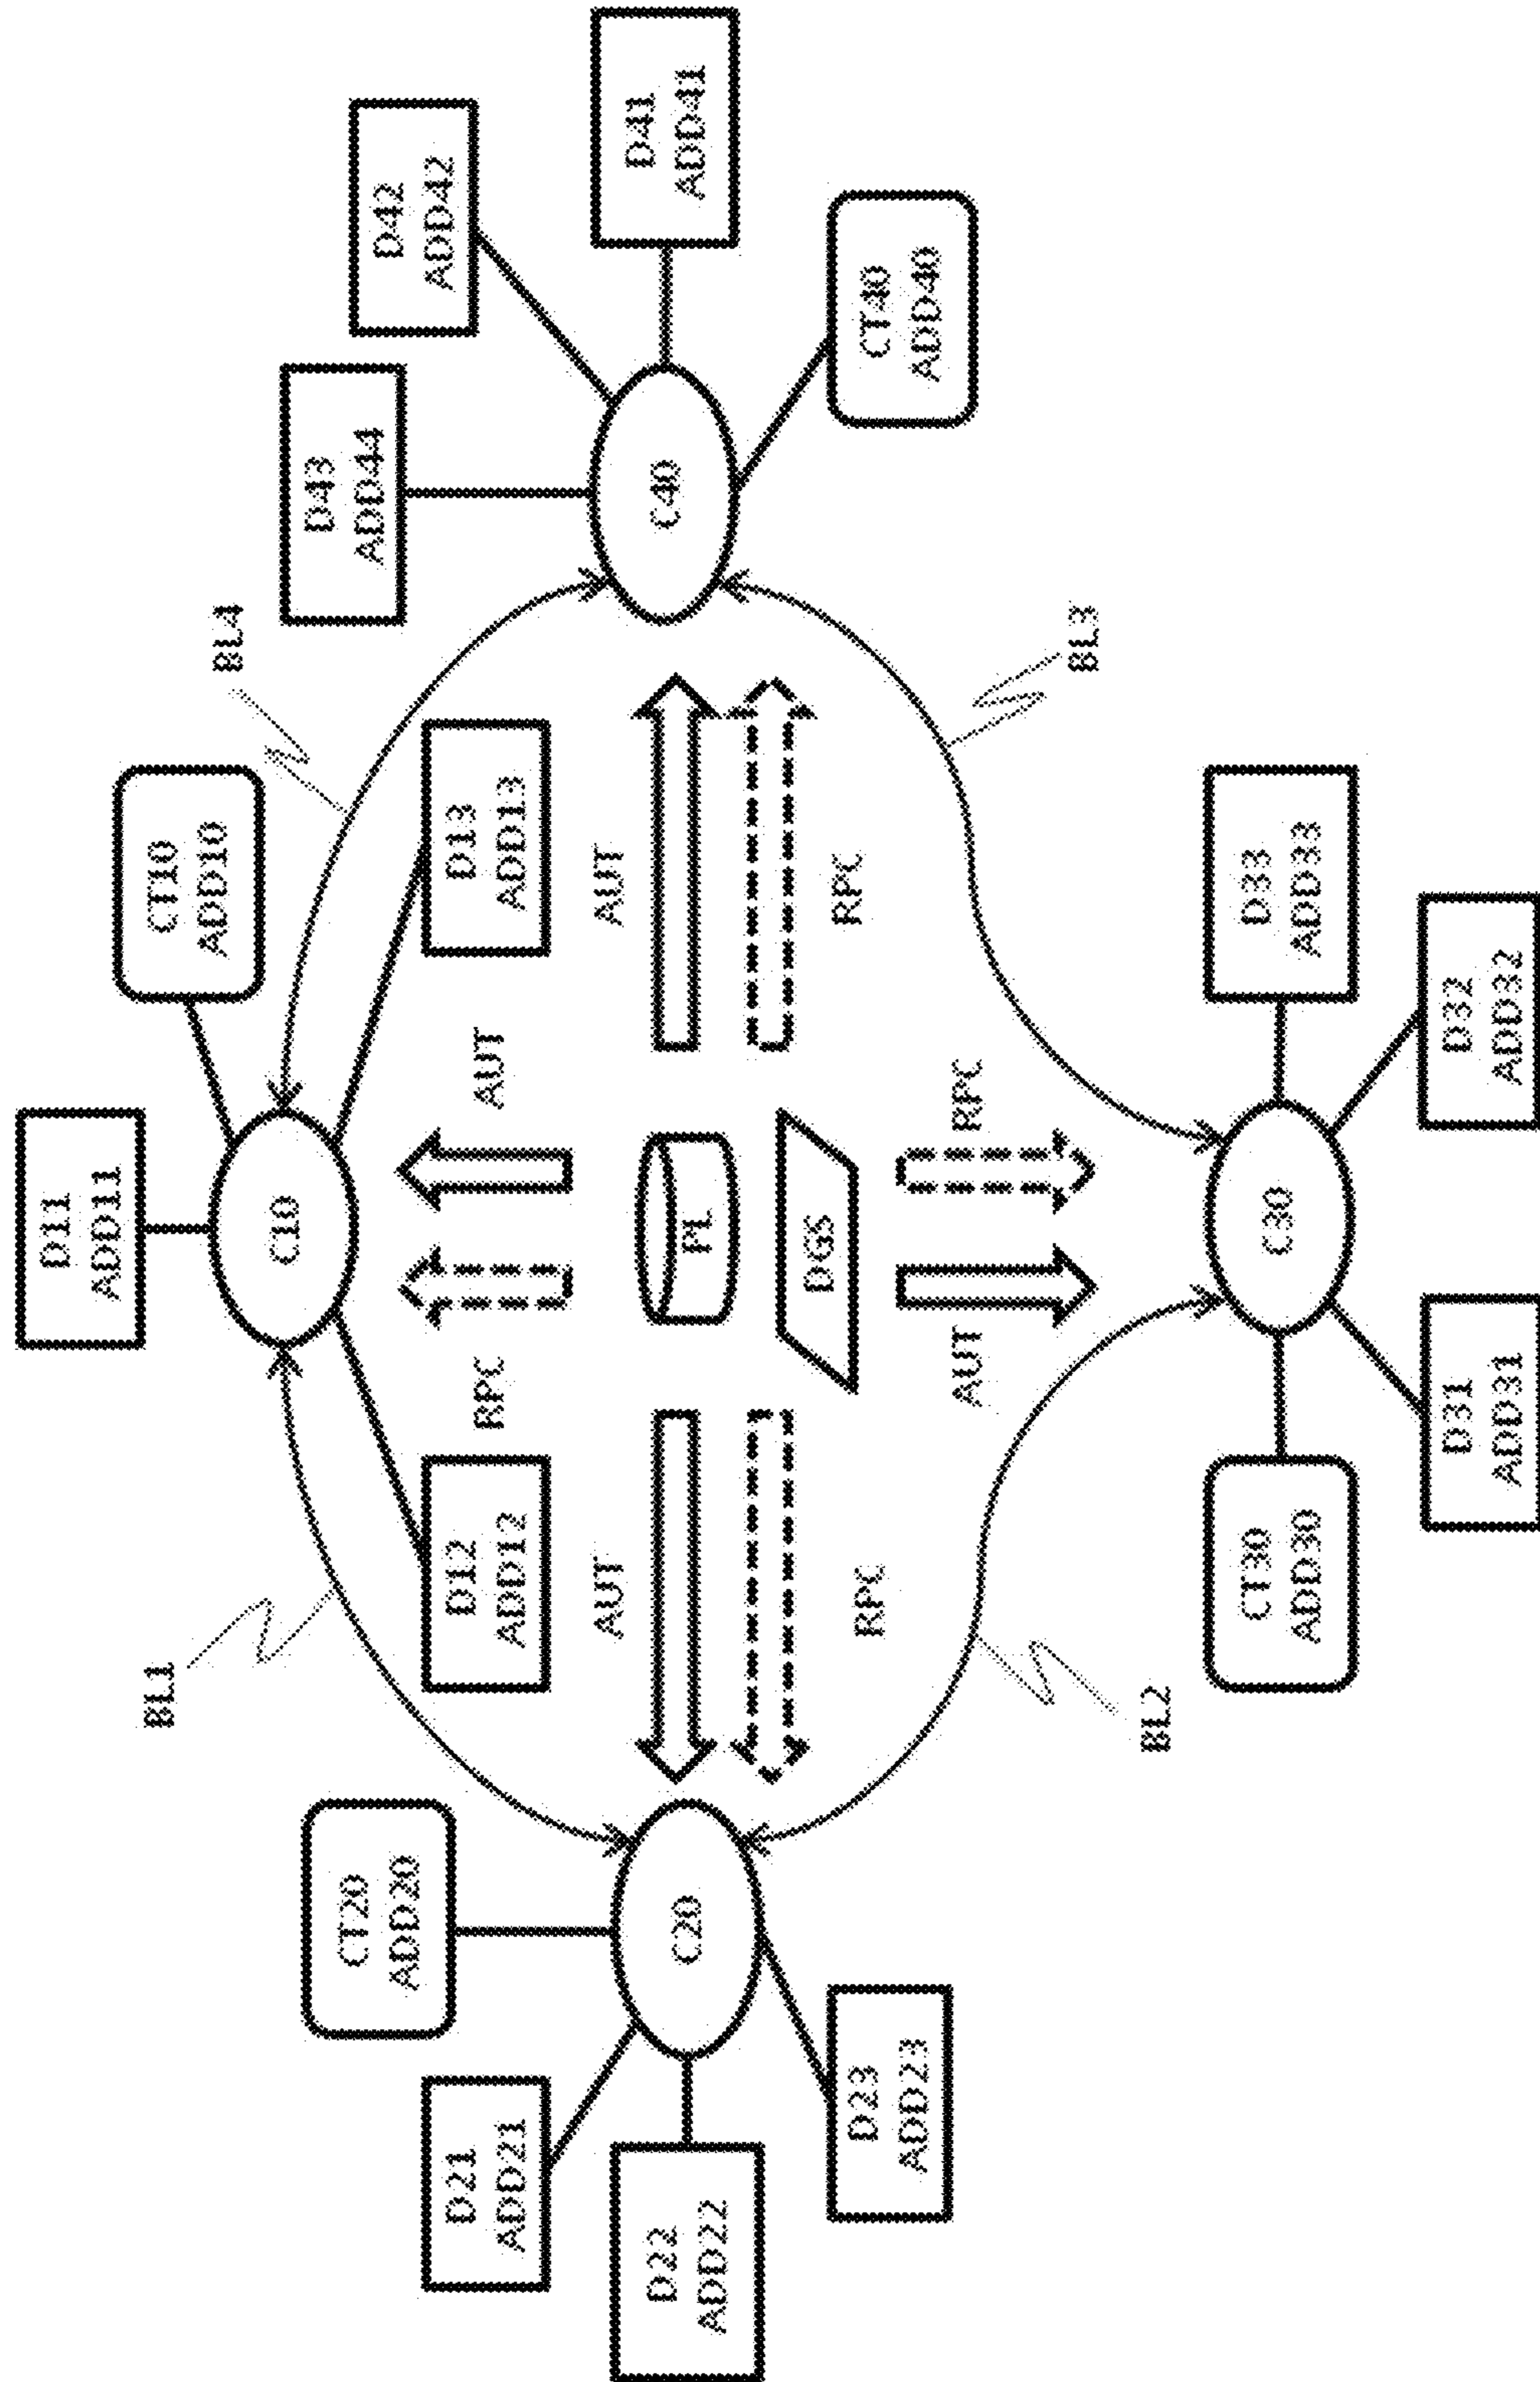 D11
ADD11
CT10
ADD10
BL1
BL4
C10
CT20
ADD20
D43
ADD44
D42
ADD42
D21
ADD21
D12
ADD12
RPC
AUT
D13
ADD13
AUT
AUT
D22
ADD22
C20
PL
C40
D41
ADD41
DGS
RPC
RPC
D23
ADD23
CT40
ADD40
AUT
RPC
BL2
BL3
CT30
ADD30
C30
D33
ADD33
D31
ADD31
D32
ADD32